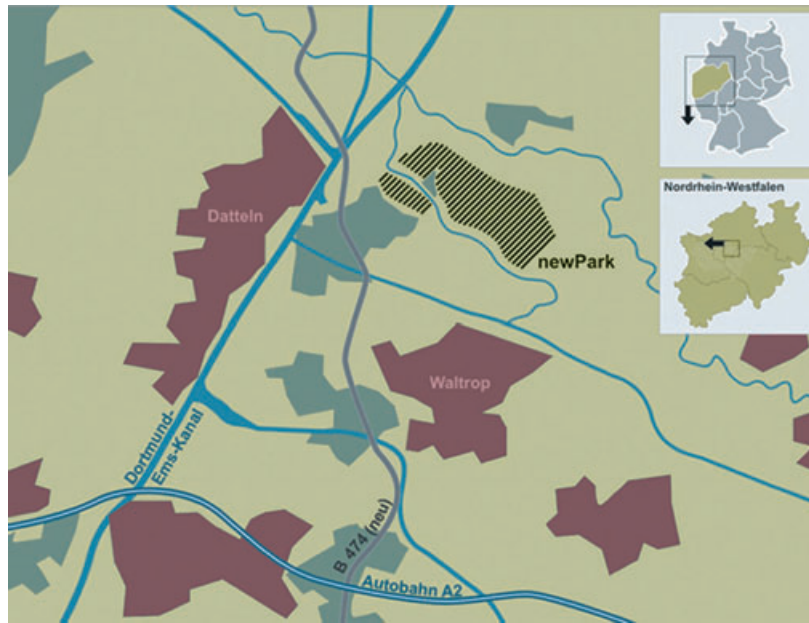 Nordrhein-Westfalen
Datteln
newPark
Waltrop
Dortmund-
Ems-Kanal
B 474 (neu)
Autobahn A2